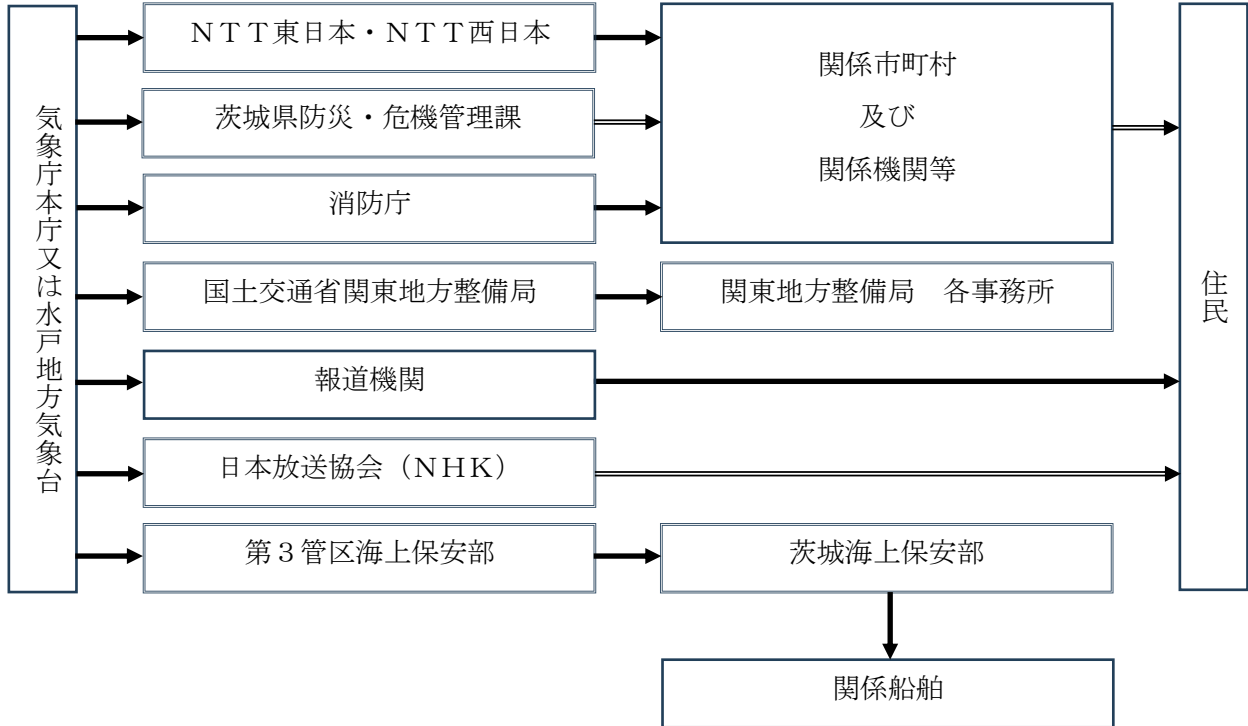 気象庁本庁又は水戸地方気象台
ＮＴＴ東日本・ＮＴＴ西日本
茨城県防災・危機管理課
消防庁
国土交通省関東地方整備局
報道機関
日本放送協会（ＮＨＫ）
第３管区海上保安部
関係市町村
及び
関係機関等
関東地方整備局　各事務所
茨城海上保安部
関係船舶
住民